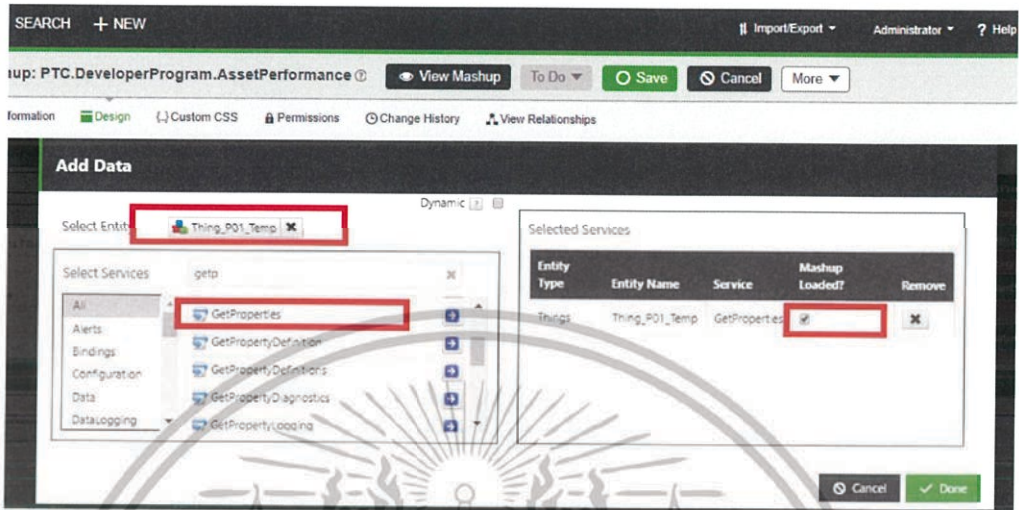 SEARCH + NEW Import/Export Administrator ? Help
up: PTC.DeveloperProgram.AssetPerformance View Mashup To Do Save Cancel More
formation Design {..} Custom CSS Permissions Change History View Relationships
Add Data
Dynamic ?
Select Entity Thing_P01_Temp
Selected Services
Select Services getp
Entity Type Entity Name Service Mashup Loaded? Remove
All GetProperties
Things Thing_P01_Temp GetProperties
Alerts GetPropertyDefinition
Bindings
Configuration GetPropertyDefinitions
Data GetPropertyDiagnostics
DataLogging GetPropertyLogging
Cancel Done